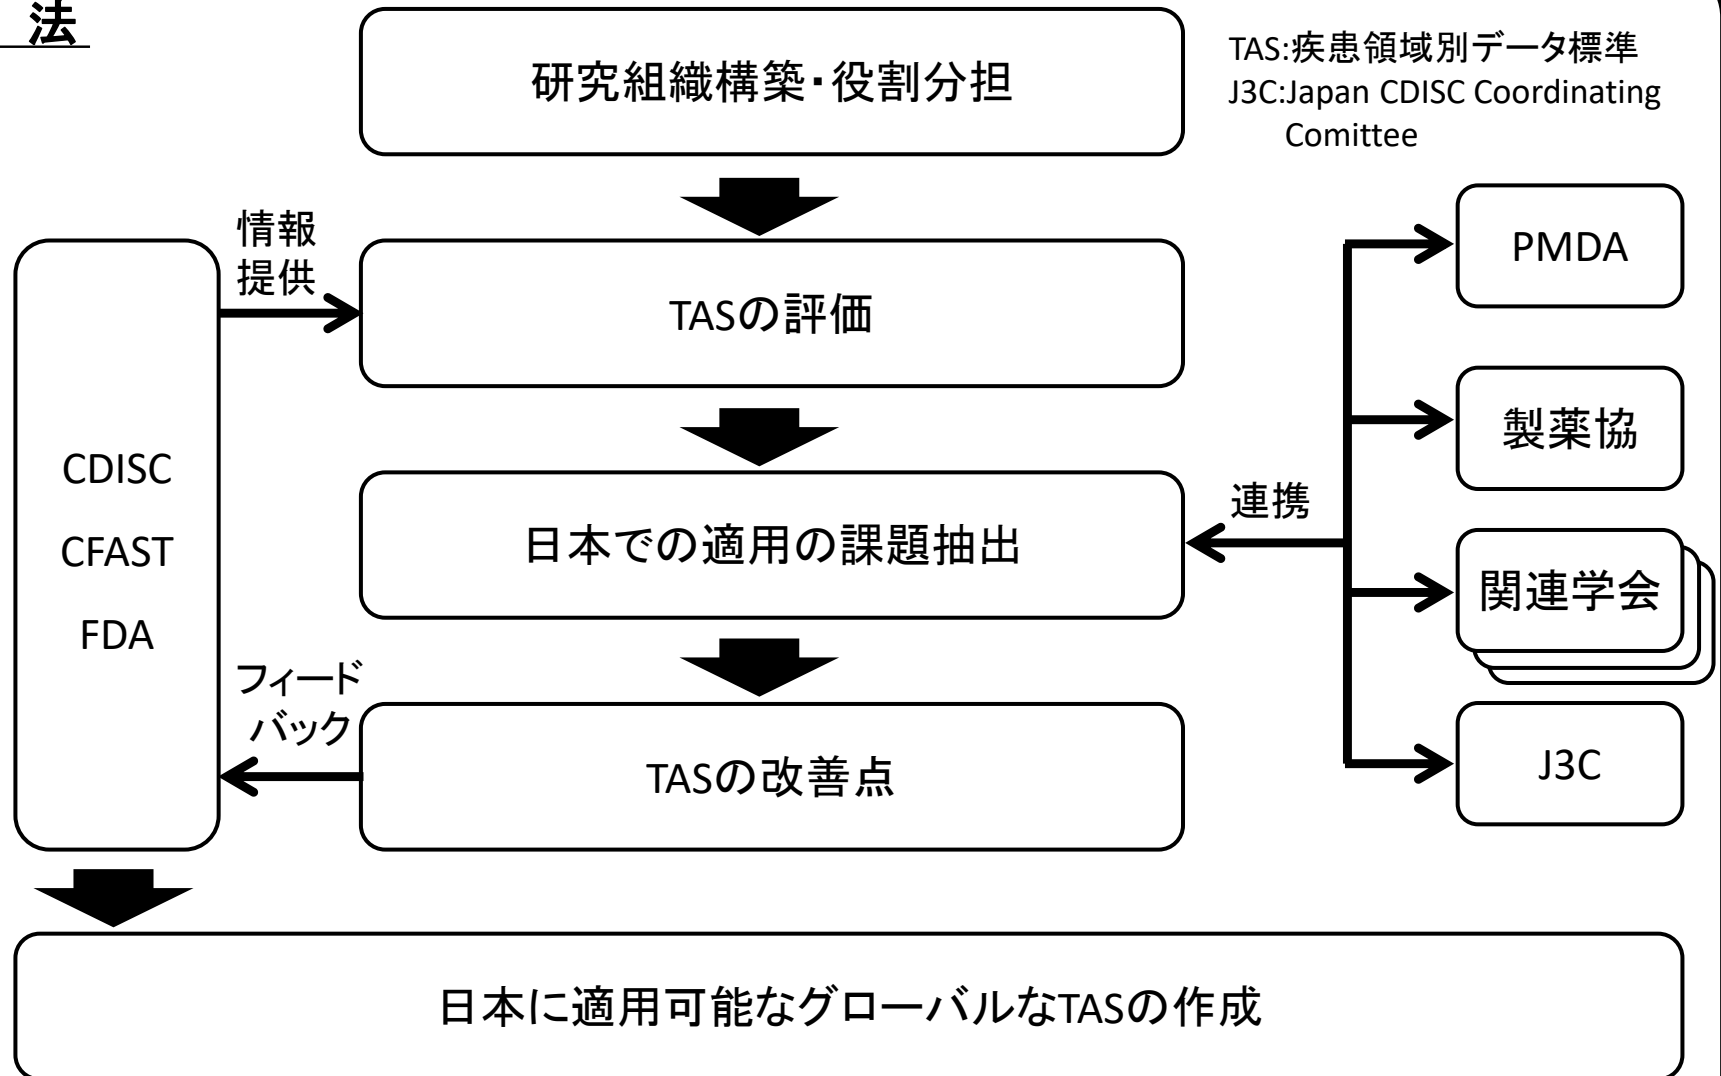 法
研究組織構築・役割分担
TAS:疾患領域別データ標準
J3C:Japan CDISC Coordinating
Comittee
情報
提供
TASの評価
PMDA
製薬協
CDISC
CFAST
FDA
日本での適用の課題抽出
連携
関連学会
フィード
バック
TASの改善点
J3C
日本に適用可能なグローバルなTASの作成